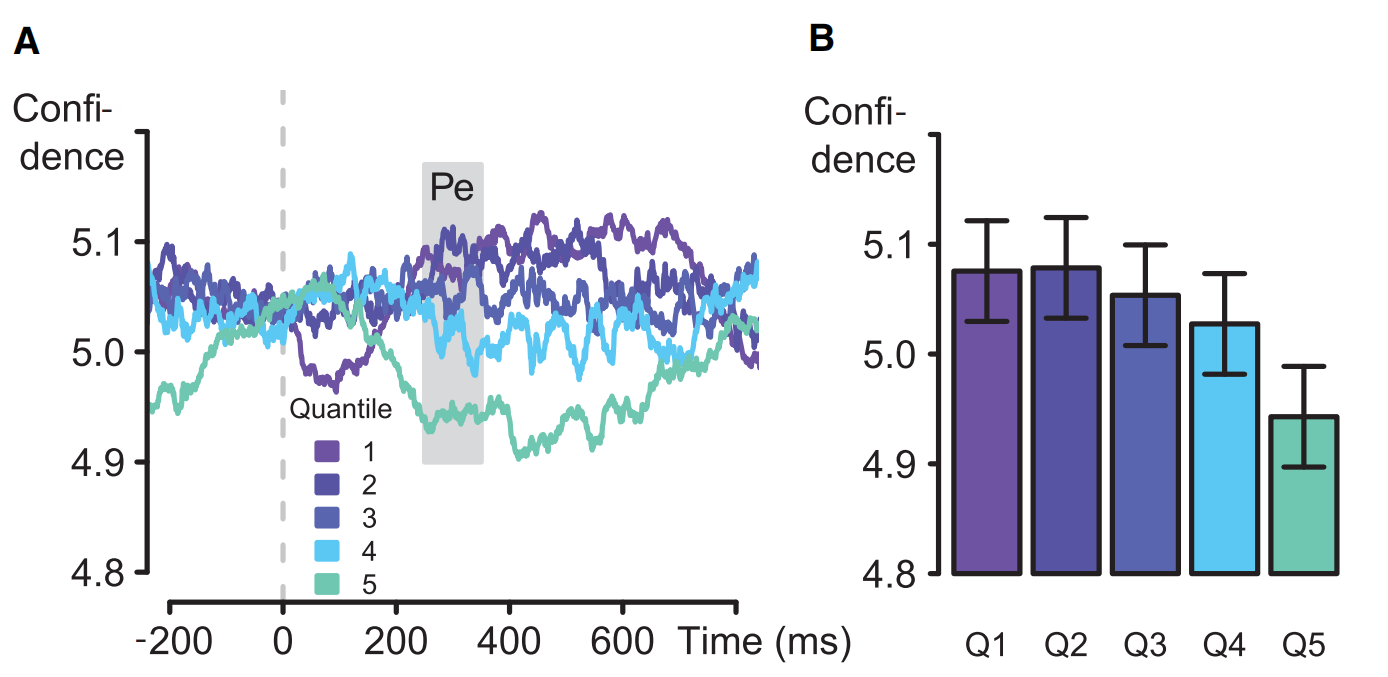 A
Confi-
dence
5.1
5.0
4.9
4.8
Pe
Quantile
1
2
3
4
5
-200 0 200 400 600 Time (ms)
B
Confi-
dence
5.1
5.0
4.9
4.8
Q1 Q2 Q3 Q4 Q5